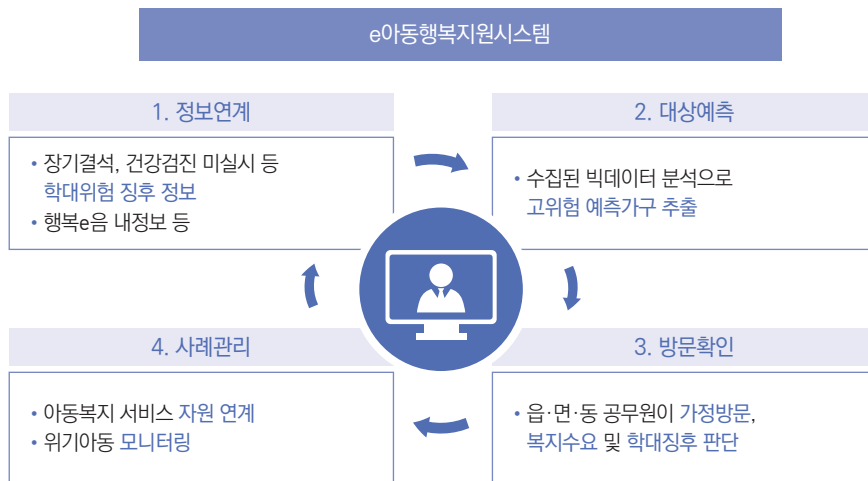 e아동행복지원시스템
1. 정보연계
• 장기결석, 건강검진 미실시 등
학대위험 징후 정보
• 행복e음 내정보 등
2. 대상예측
• 수집된 빅데이터 분석으로
고위험 예측가구 추출
4. 사례관리
• 아동복지 서비스 자원 연계
• 위기아동 모니터링
3. 방문확인
• 읍·면·동 공무원이 가정방문,
복지수요 및 학대징후 판단